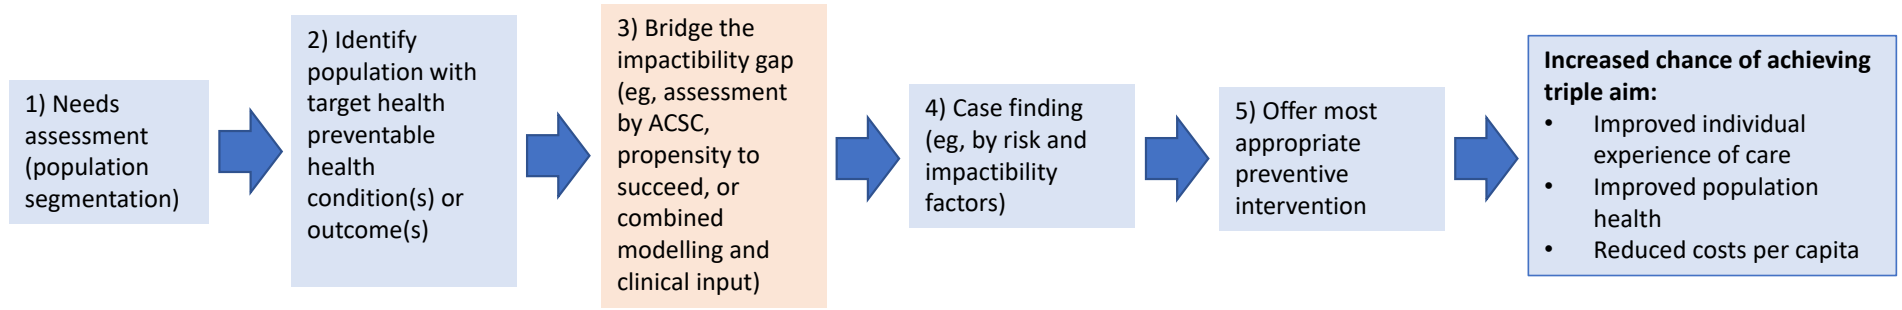 1) Needs
assessment
(population
segmentation)
2) Identify
population with
target health
preventable
health
condition(s) or
outcome(s)
3) Bridge the
impactibility gap
(eg, assessment
by ACSC,
propensity to
succeed, or
combined
modelling and
clinical input)
4) Case finding
(eg, by risk and
impactibility
factors)
5) Offer most
appropriate
preventive
intervention
Increased chance of achieving
triple aim:
• Improved individual
experience of care
• Improved population
health
• Reduced costs per capita